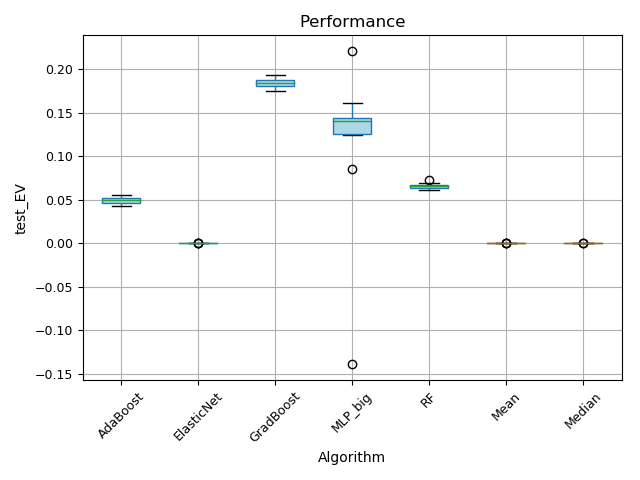 Performance
test_EV
0.20
0.15
0.10
0.05
0.00
−0.05
−0.10
−0.15
AdaBoost
ElasticNet
GradBoost
MLP_big
RF
Mean
Median
Algorithm